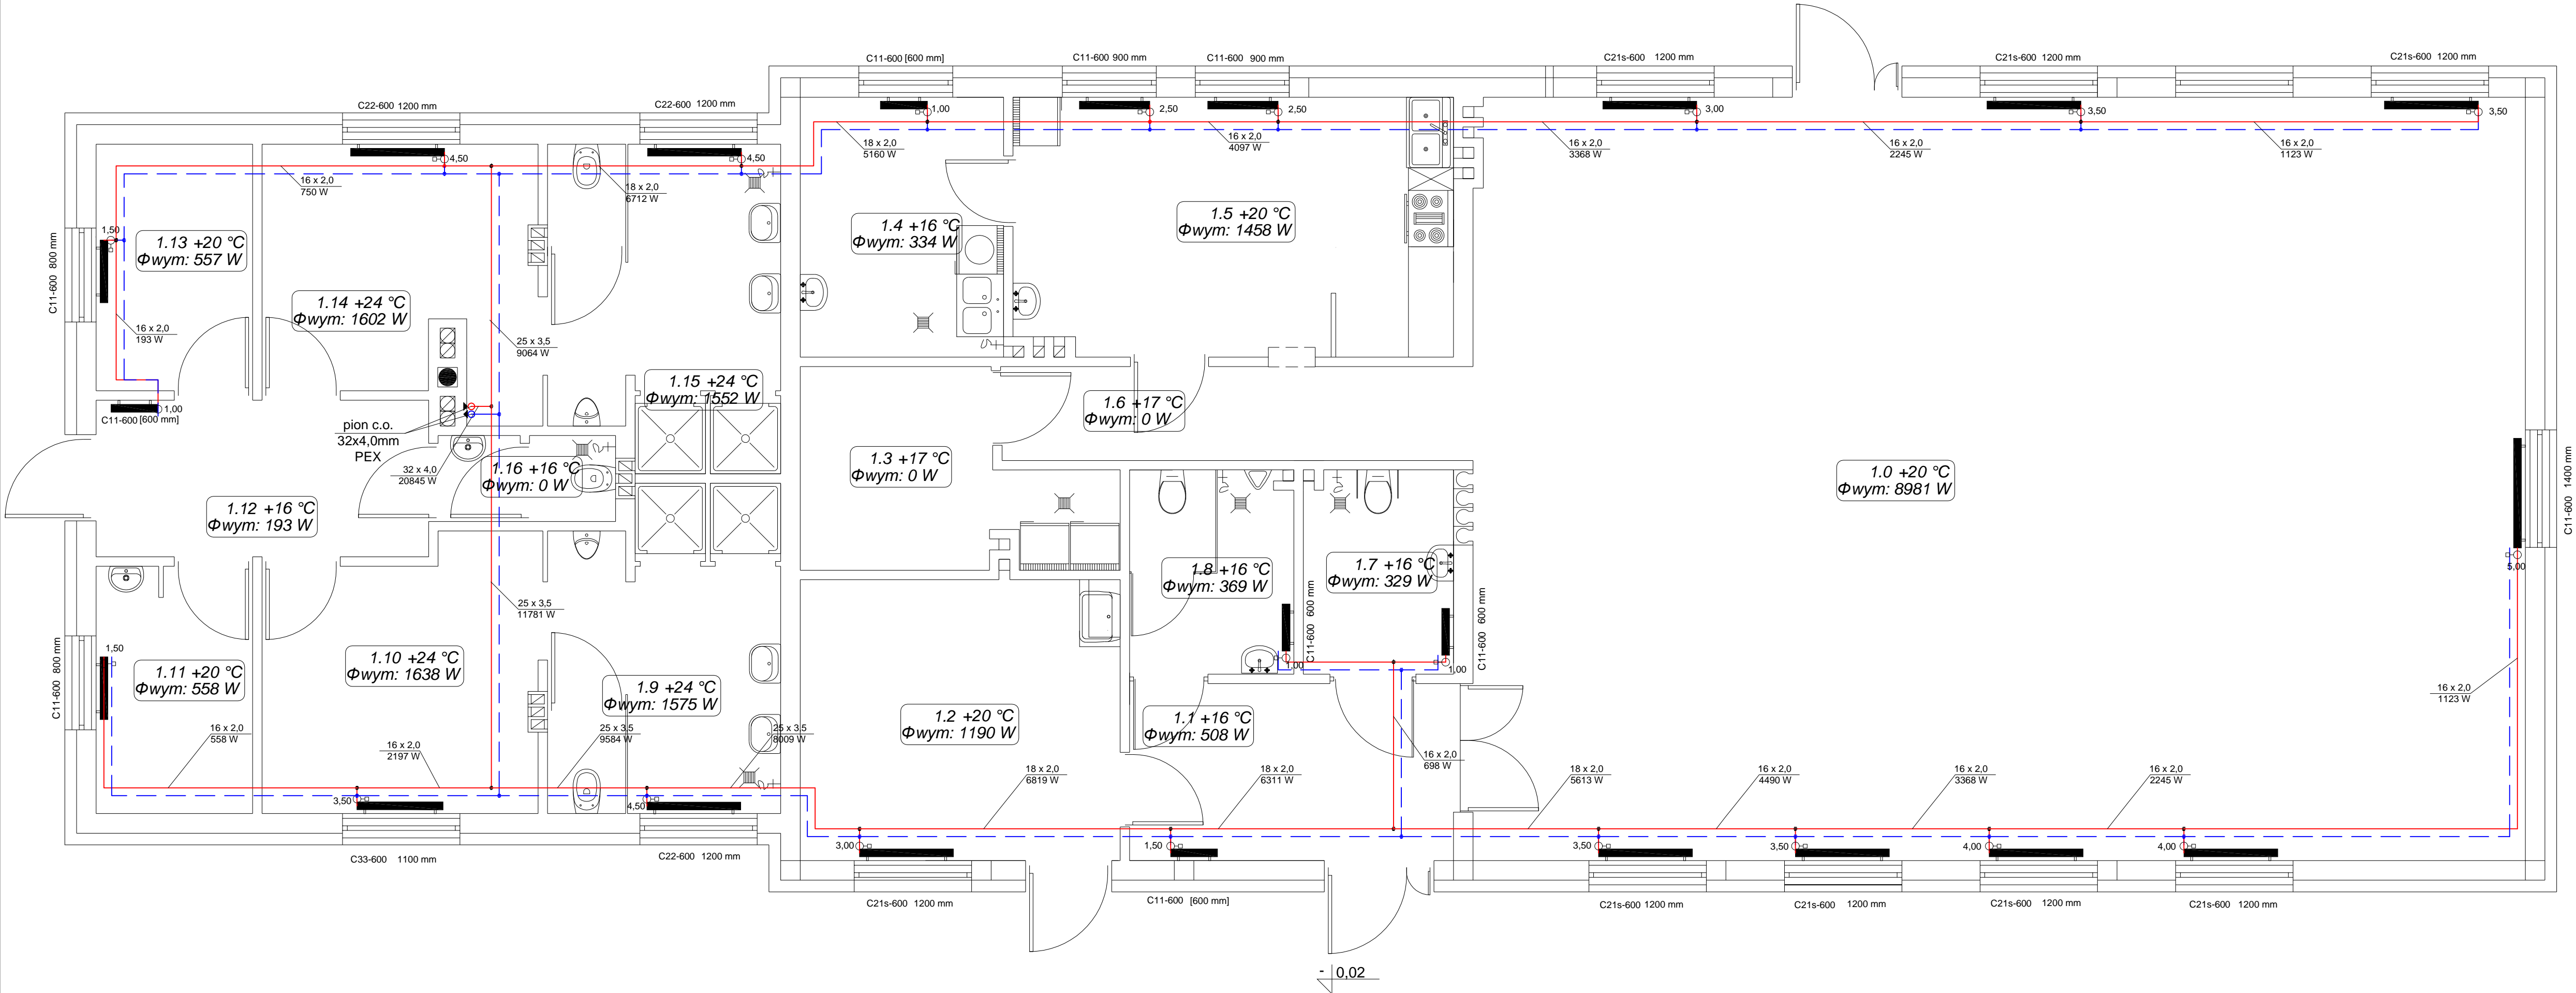 C11-600 [600 mm]
C11-600 900 mm
C11-600 900 mm
C21s-600 1200 mm
C21s-600 1200 mm
C21s-600 1200 mm
C22-600 1200 mm
C22-600 1200 mm
1,00
2,50
2,50
3,00
3,50
3,50
4,50
4,50
18 x 2,0
5160 W
16 x 2,0
4097 W
16 x 2,0
3368 W
16 x 2,0
2245 W
16 x 2,0
1123 W
16 x 2,0
750 W
18 x 2,0
6712 W
1.4 +16 °C
Φwym: 334 W
1.5 +20 °C
Φwym: 1458 W
1,50
1.13 +20 °C
Φwym: 557 W
C11-600 800 mm
1.14 +24 °C
Φwym: 1602 W
16 x 2,0
193 W
25 x 3,5
9064 W
1.15 +24 °C
Φwym: 1552 W
1.6 +17 °C
Φwym: 0 W
1,00
C11-600 [600 mm]
pion c.o.
32x4,0mm
PEX
32 x 4,0
20845 W
1.16 +16 °C
Φwym: 0 W
1.3 +17 °C
Φwym: 0 W
1.0 +20 °C
Φwym: 8981 W
C11-600 1400 mm
1.12 +16 °C
Φwym: 193 W
5,00
1.8 +16 °C
Φwym: 369 W
1.7 +16 °C
Φwym: 329 W
C11-600 600 mm
C11-600 600 mm
25 x 3,5
11781 W
1,50
C11-600 800 mm
1.11 +20 °C
Φwym: 558 W
1.10 +24 °C
Φwym: 1638 W
1.9 +24 °C
Φwym: 1575 W
1,00
1,00
16 x 2,0
1123 W
1.2 +20 °C
Φwym: 1190 W
1.1 +16 °C
Φwym: 508 W
16 x 2,0
558 W
16 x 2,0
2197 W
25 x 3,5
9584 W
25 x 3,5
8009 W
16 x 2,0
698 W
18 x 2,0
6819 W
18 x 2,0
6311 W
18 x 2,0
5613 W
16 x 2,0
4490 W
16 x 2,0
3368 W
16 x 2,0
2245 W
3,50
4,50
3,00
1,50
3,50
3,50
4,00
4,00
C33-600 1100 mm
C22-600 1200 mm
C21s-600 1200 mm
C11-600 [600 mm]
C21s-600 1200 mm
C21s-600 1200 mm
C21s-600 1200 mm
C21s-600 1200 mm
- 0,02